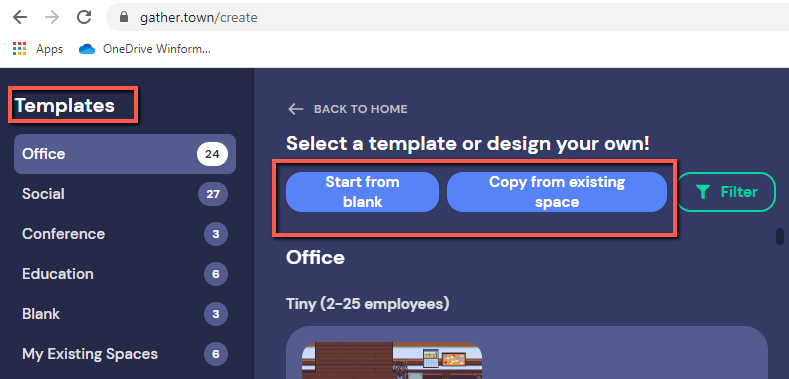 gather.town/create
Apps
OneDrive Winform...
Templates
Office 24
Social 27
Conference 3
Education 6
Blank 3
My Existing Spaces 6
BACK TO HOME
Select a template or design your own!
Start from
blank
Copy from existing
space
Filter
Office
Tiny (2-25 employees)